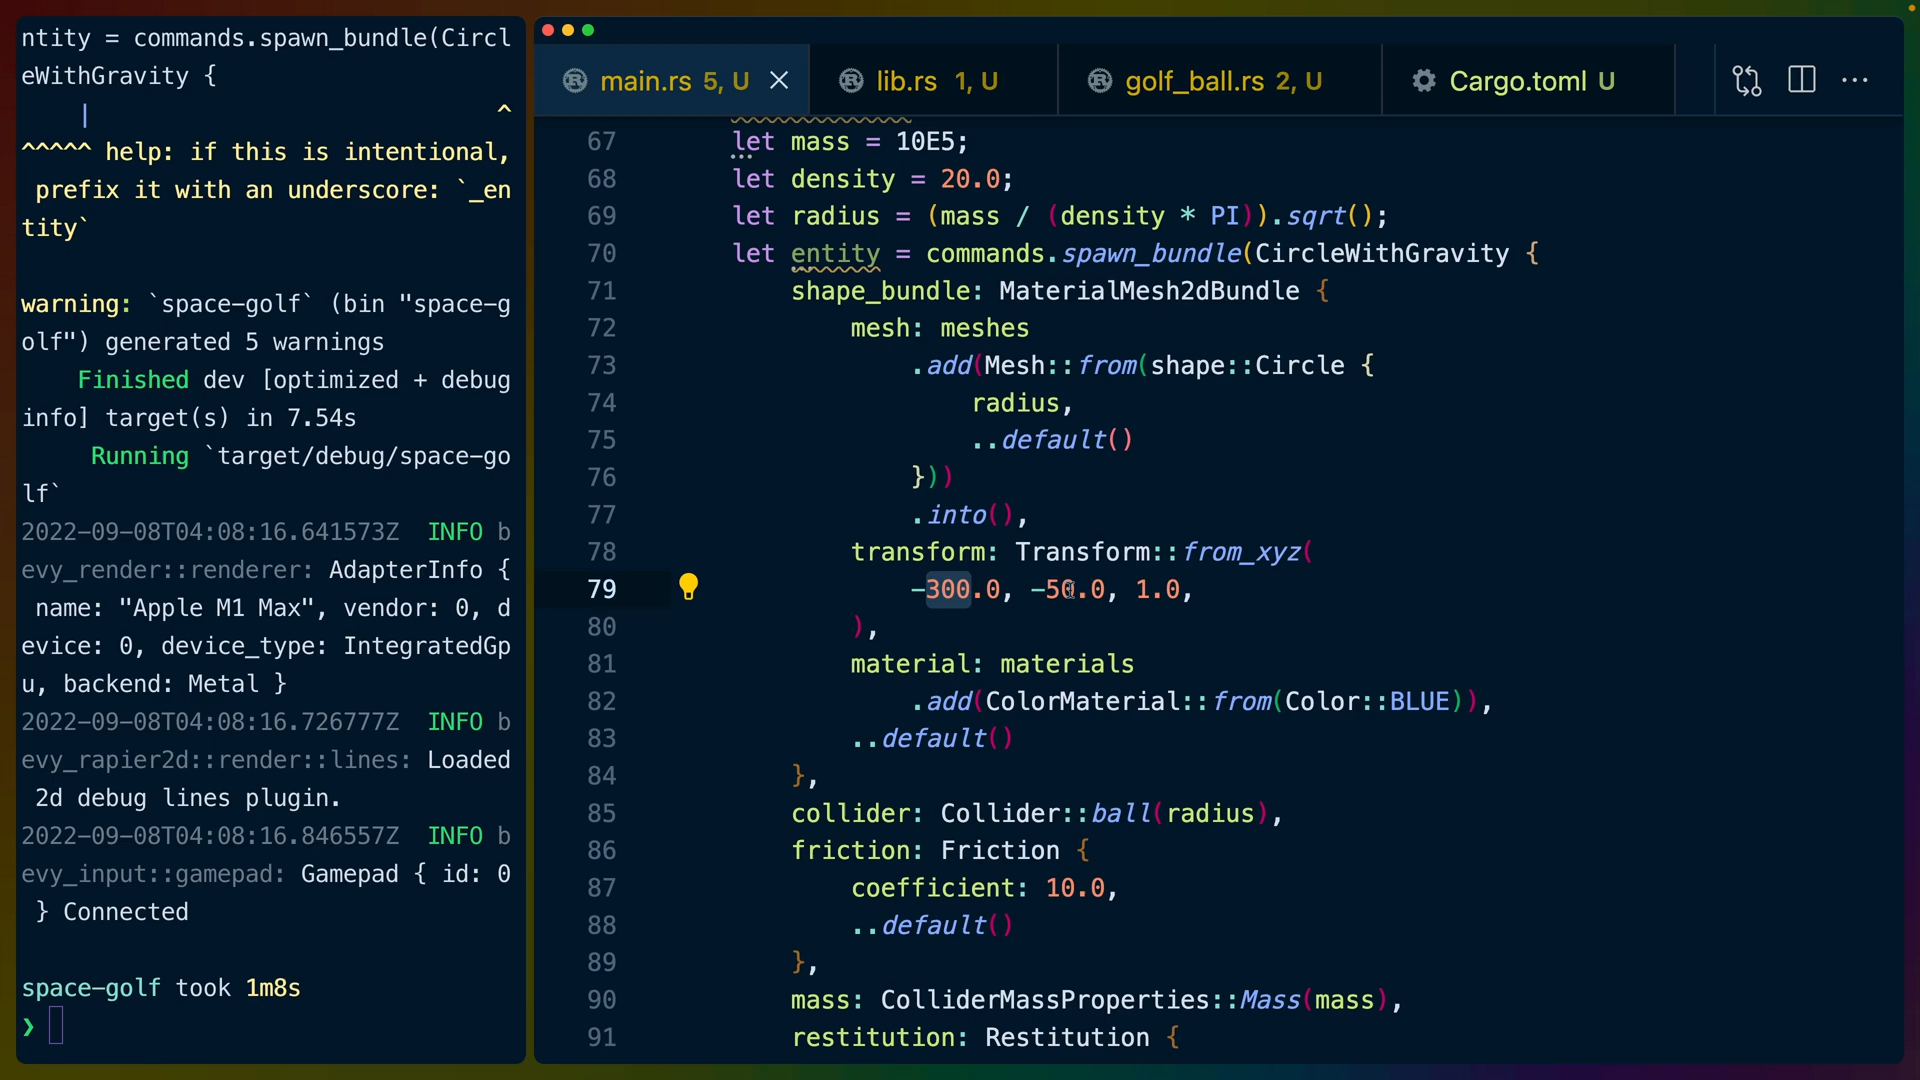 ntity = commands.spawn_bundle(Circl
eWithGravity {
    |                             ^
^^^^^ help: if this is intentional,
 prefix it with an underscore: `_en
tity`
warning: `space-golf` (bin "space-g
olf") generated 5 warnings
    Finished dev [optimized + debug
info] target(s) in 7.54s
     Running `target/debug/space-go
lf`
2022-09-08T04:08:16.641573Z  INFO b
evy_render::renderer: AdapterInfo {
 name: "Apple M1 Max", vendor: 0, d
evice: 0, device_type: IntegratedGp
u, backend: Metal }
2022-09-08T04:08:16.726777Z  INFO b
evy_rapier2d::render::lines: Loaded
 2d debug lines plugin.
2022-09-08T04:08:16.846557Z  INFO b
evy_input::gamepad: Gamepad { id: 0
 } Connected
space-golf took 1m8s
❯
main.rs 5, U
lib.rs 1, U
golf_ball.rs 2, U
Cargo.toml U
67 let mass = 10E5;
68 let density = 20.0;
69 let radius = (mass / (density * PI)).sqrt();
70 let entity = commands.spawn_bundle(CircleWithGravity {
71     shape_bundle: MaterialMesh2dBundle {
72         mesh: meshes
73             .add(Mesh::from(shape::Circle {
74                 radius,
75                 ..default()
76             }))
77             .into(),
78         transform: Transform::from_xyz(
79             -300.0, -50.0, 1.0,
80         ),
81         material: materials
82             .add(ColorMaterial::from(Color::BLUE)),
83         ..default()
84     },
85     collider: Collider::ball(radius),
86     friction: Friction {
87         coefficient: 10.0,
88         ..default()
89     },
90     mass: ColliderMassProperties::Mass(mass),
91     restitution: Restitution {